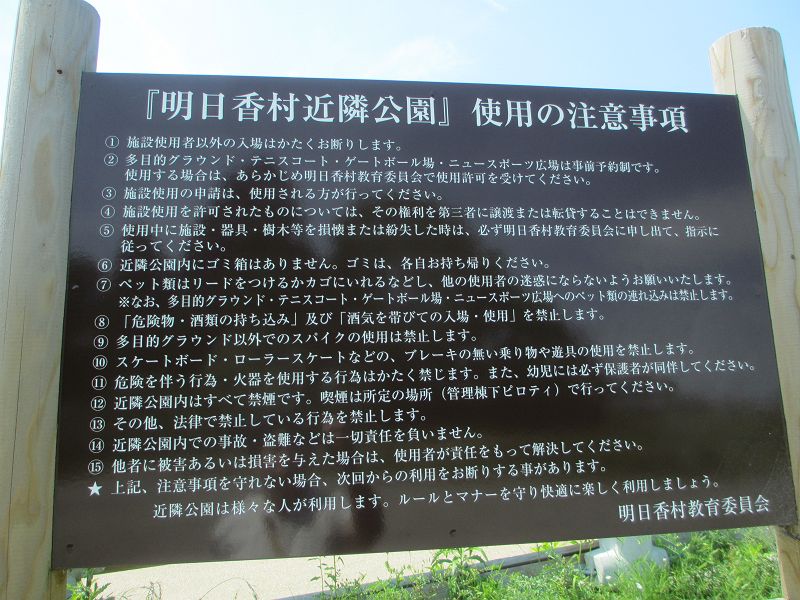 『明日香村近隣公園』使用の注意事項
① 施設使用者以外の入場はかたくお断りします。
② 多目的グラウンド・テニスコート・ゲートボール場・ニュースポーツ広場は事前予約制です。
使用する場合は、あらかじめ明日香村教育委員会で使用許可を受けてください。
③ 施設使用の申請は、使用される方が行ってください。
④ 施設使用を許可されたものについては、その権利を第三者に譲渡または転貸することはできません。
⑤ 使用中に施設・器具・樹木等を損壊または紛失した時は、必ず明日香村教育委員会に申し出て、指示に
従ってください。
⑥ 近隣公園内にゴミ箱はありません。ゴミは、各自お持ち帰りください。
⑦ ペット類はリードをつけるかカゴにいれるなどし、他の使用者の迷惑にならないようお願いいたします。
※なお、多目的グラウンド・テニスコート・ゲートボール場・ニュースポーツ広場へのペット類の連れ込みは禁止します。
⑧ 「危険物・酒類の持ち込み」及び「酒気を帯びての入場・使用」を禁止します。
⑨ 多目的グラウンド以外でのスパイクの使用は禁止します。
⑩ スケートボード・ローラースケートなどの、ブレーキの無い乗り物や遊具の使用を禁止します。
⑪ 危険を伴う行為・火器を使用する行為はかたく禁じます。また、幼児には必ず保護者が同伴してください。
⑫ 近隣公園内はすべて禁煙です。喫煙は所定の場所（管理棟下ピロティ）で行ってください。
⑬ その他、法律で禁止している行為を禁止します。
⑭ 近隣公園内での事故・盗難などは一切責任を負いません。
⑮ 他者に被害あるいは損害を与えた場合は、使用者が責任をもって解決してください。
★ 上記、注意事項を守れない場合、次回からの利用をお断りする事があります。
近隣公園は様々な人が利用します。ルールとマナーを守り快適に楽しく利用しましょう。
明日香村教育委員会